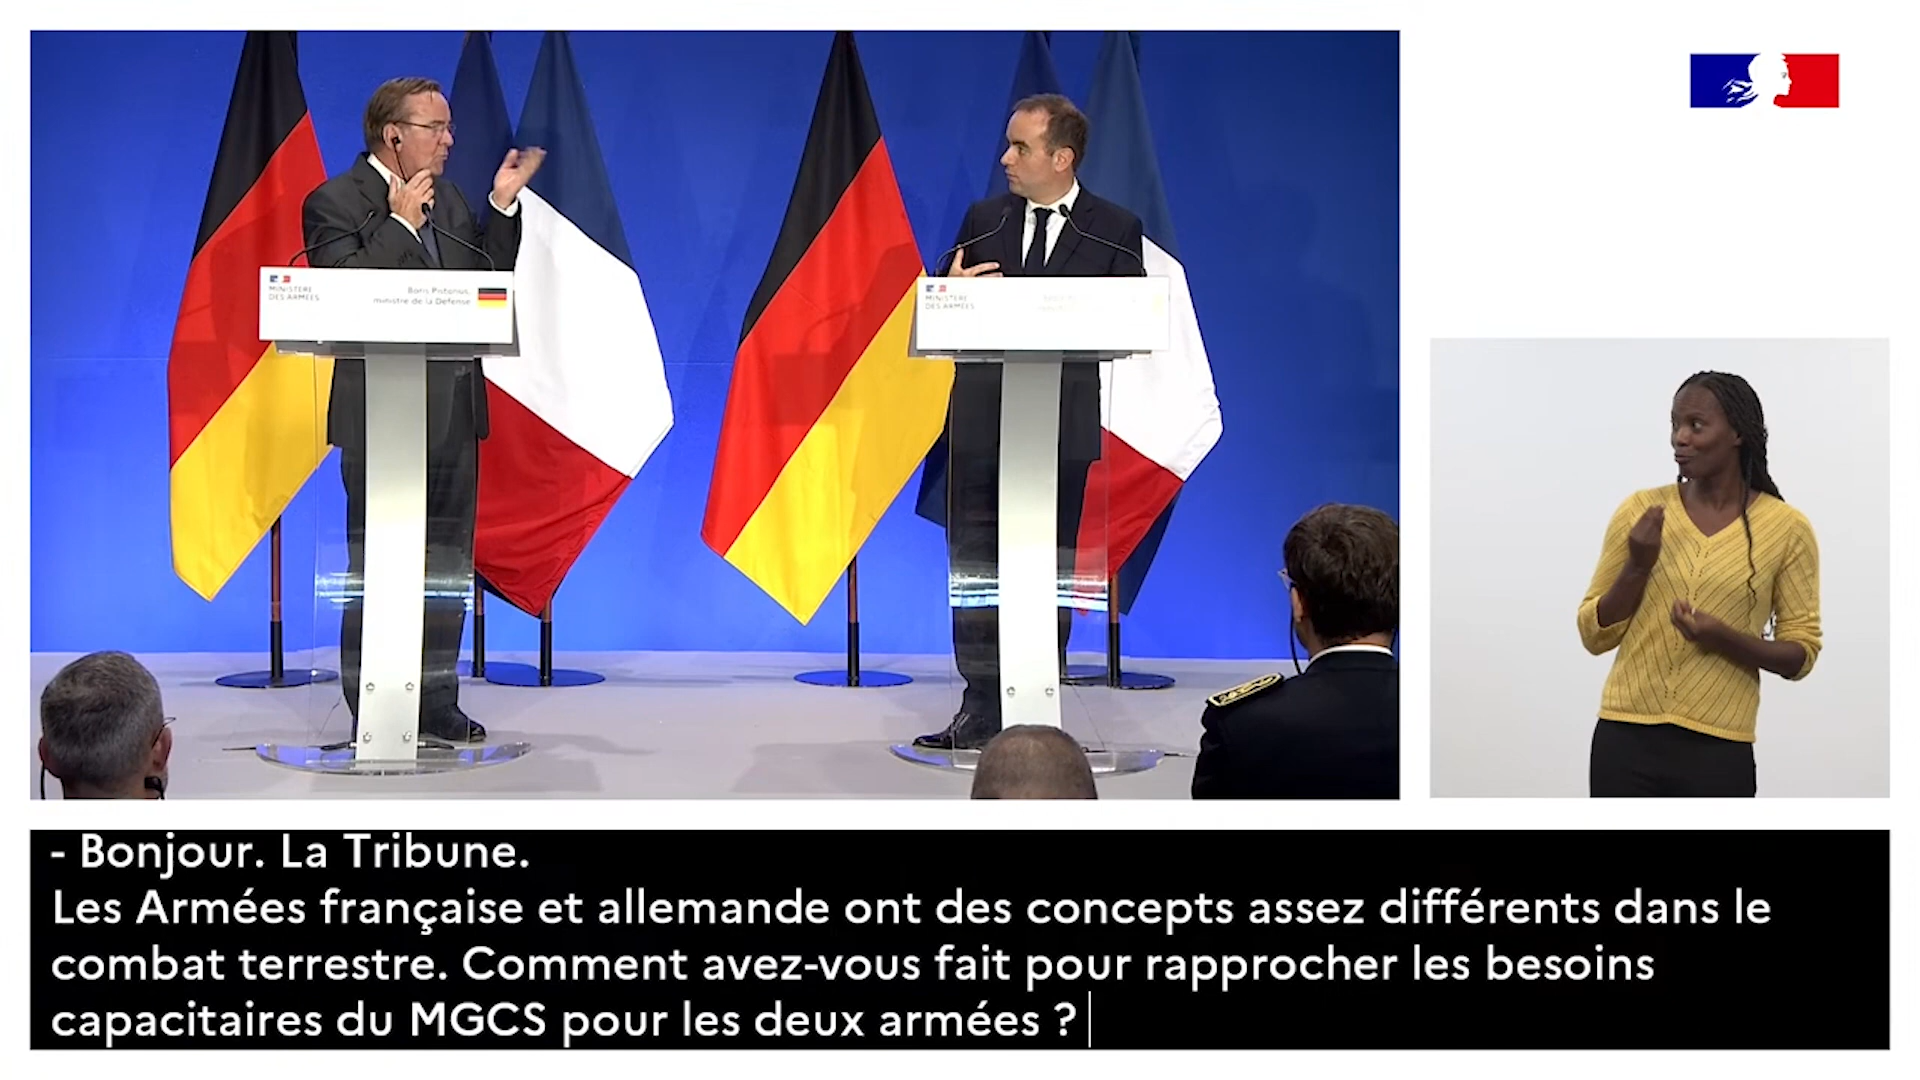 MINISTÈRE
DES ARMÉES
Boris Pistorius,
ministre de la Défense
MINISTÈRE
DES ARMÉES
- Bonjour. La Tribune.
Les Armées française et allemande ont des concepts assez différents dans le
combat terrestre. Comment avez-vous fait pour rapprocher les besoins
capacitaires du MGCS pour les deux armées ?